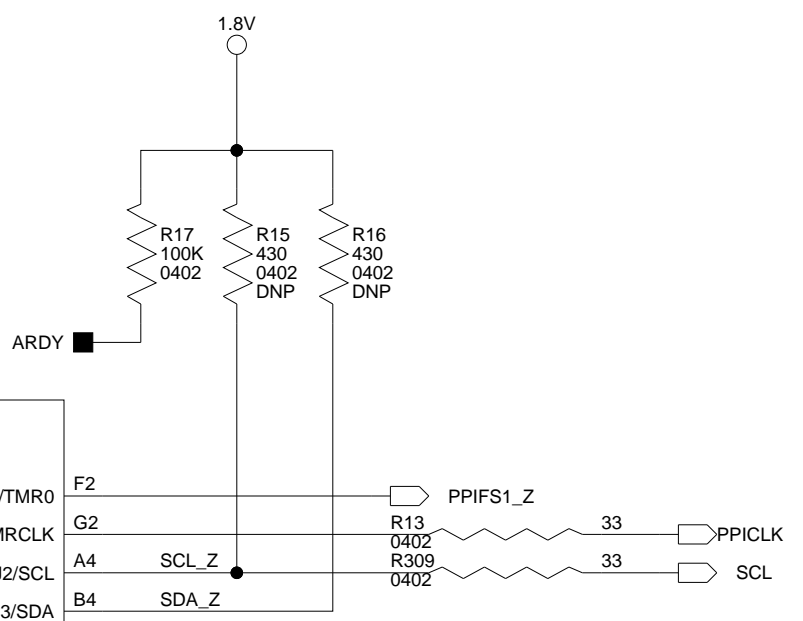 1.8V
R17
100K
0402
R15
430
0402
DNP
R16
430
0402
DNP
ARDY
/TMR0 F2 PPIFS1_Z
MRCLK G2 R13 33 PPICLK
0402
J2/SCL A4 SCL_Z R309 33 SCL
0402
3/SDA B4 SDA_Z